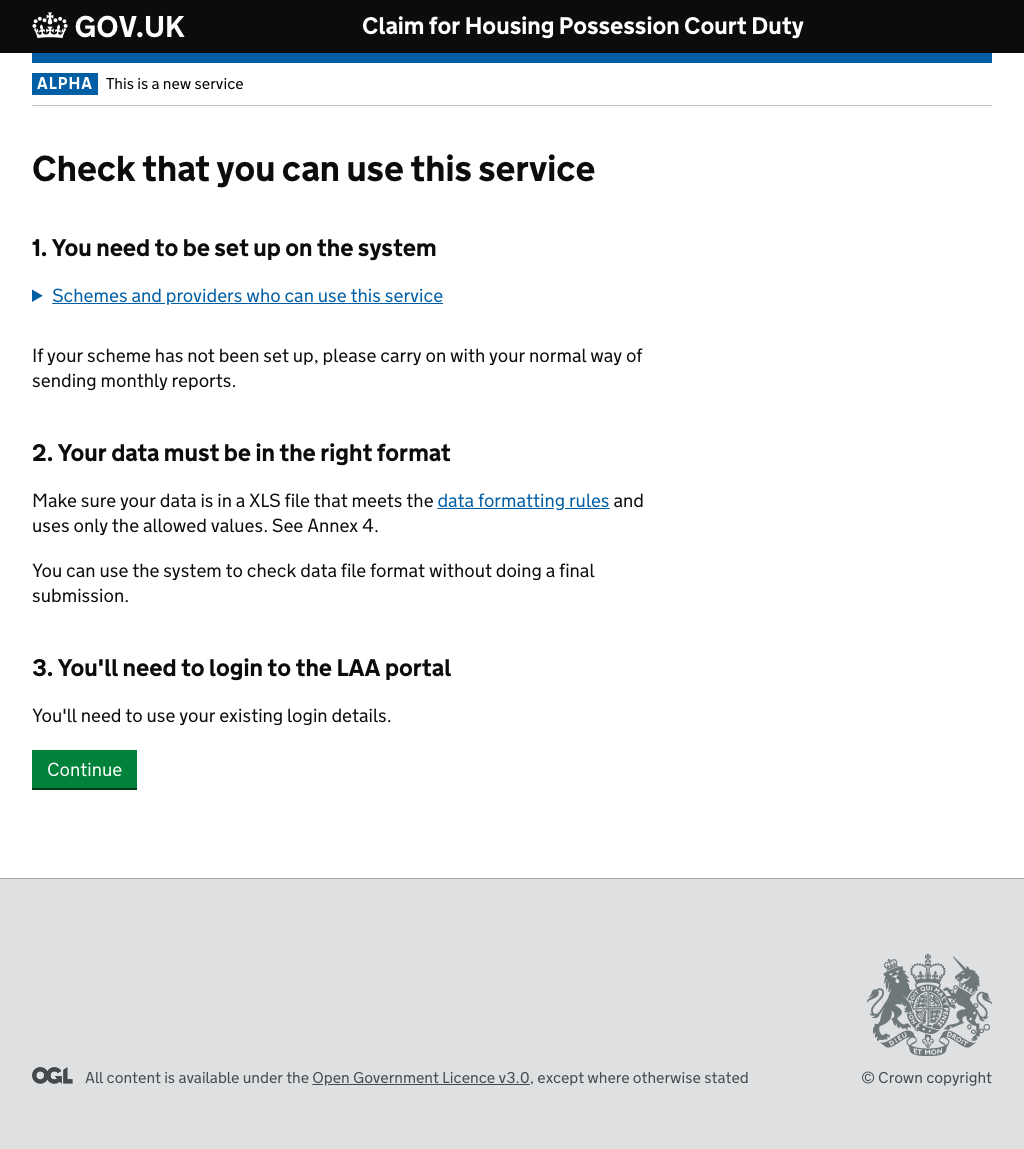 GOV.UK
Claim for Housing Possession Court Duty
ALPHA This is a new service
Check that you can use this service
1. You need to be set up on the system
Schemes and providers who can use this service
If your scheme has not been set up, please carry on with your normal way of
sending monthly reports.
2. Your data must be in the right format
Make sure your data is in a XLS file that meets the data formatting rules and
uses only the allowed values. See Annex 4.
You can use the system to check data file format without doing a final
submission.
3. You'll need to login to the LAA portal
You'll need to use your existing login details.
Continue
DIEU ET MON DROIT
OGL All content is available under the Open Government Licence v3.0, except where otherwise stated
© Crown copyright